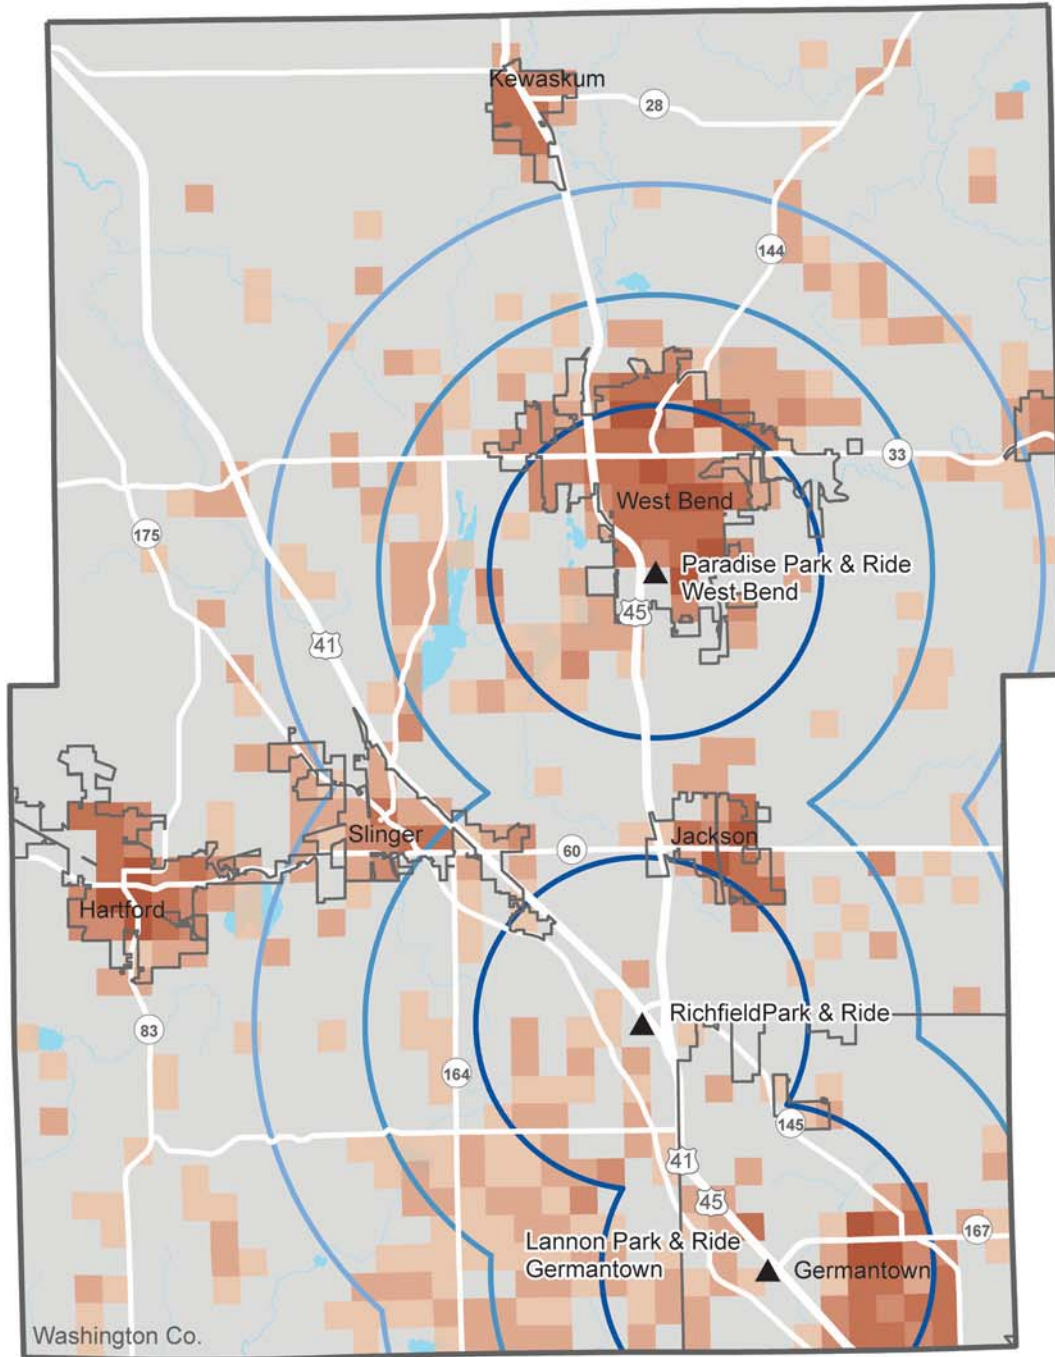 Kewaskum
28
144
33
West Bend
175
Paradise Park & Ride
West Bend
45
41
Slinger
Jackson
60
Hartford
RichfieldPark & Ride
83
164
145
41
45
167
Lannon Park & Ride
Germantown
Germantown
Washington Co.